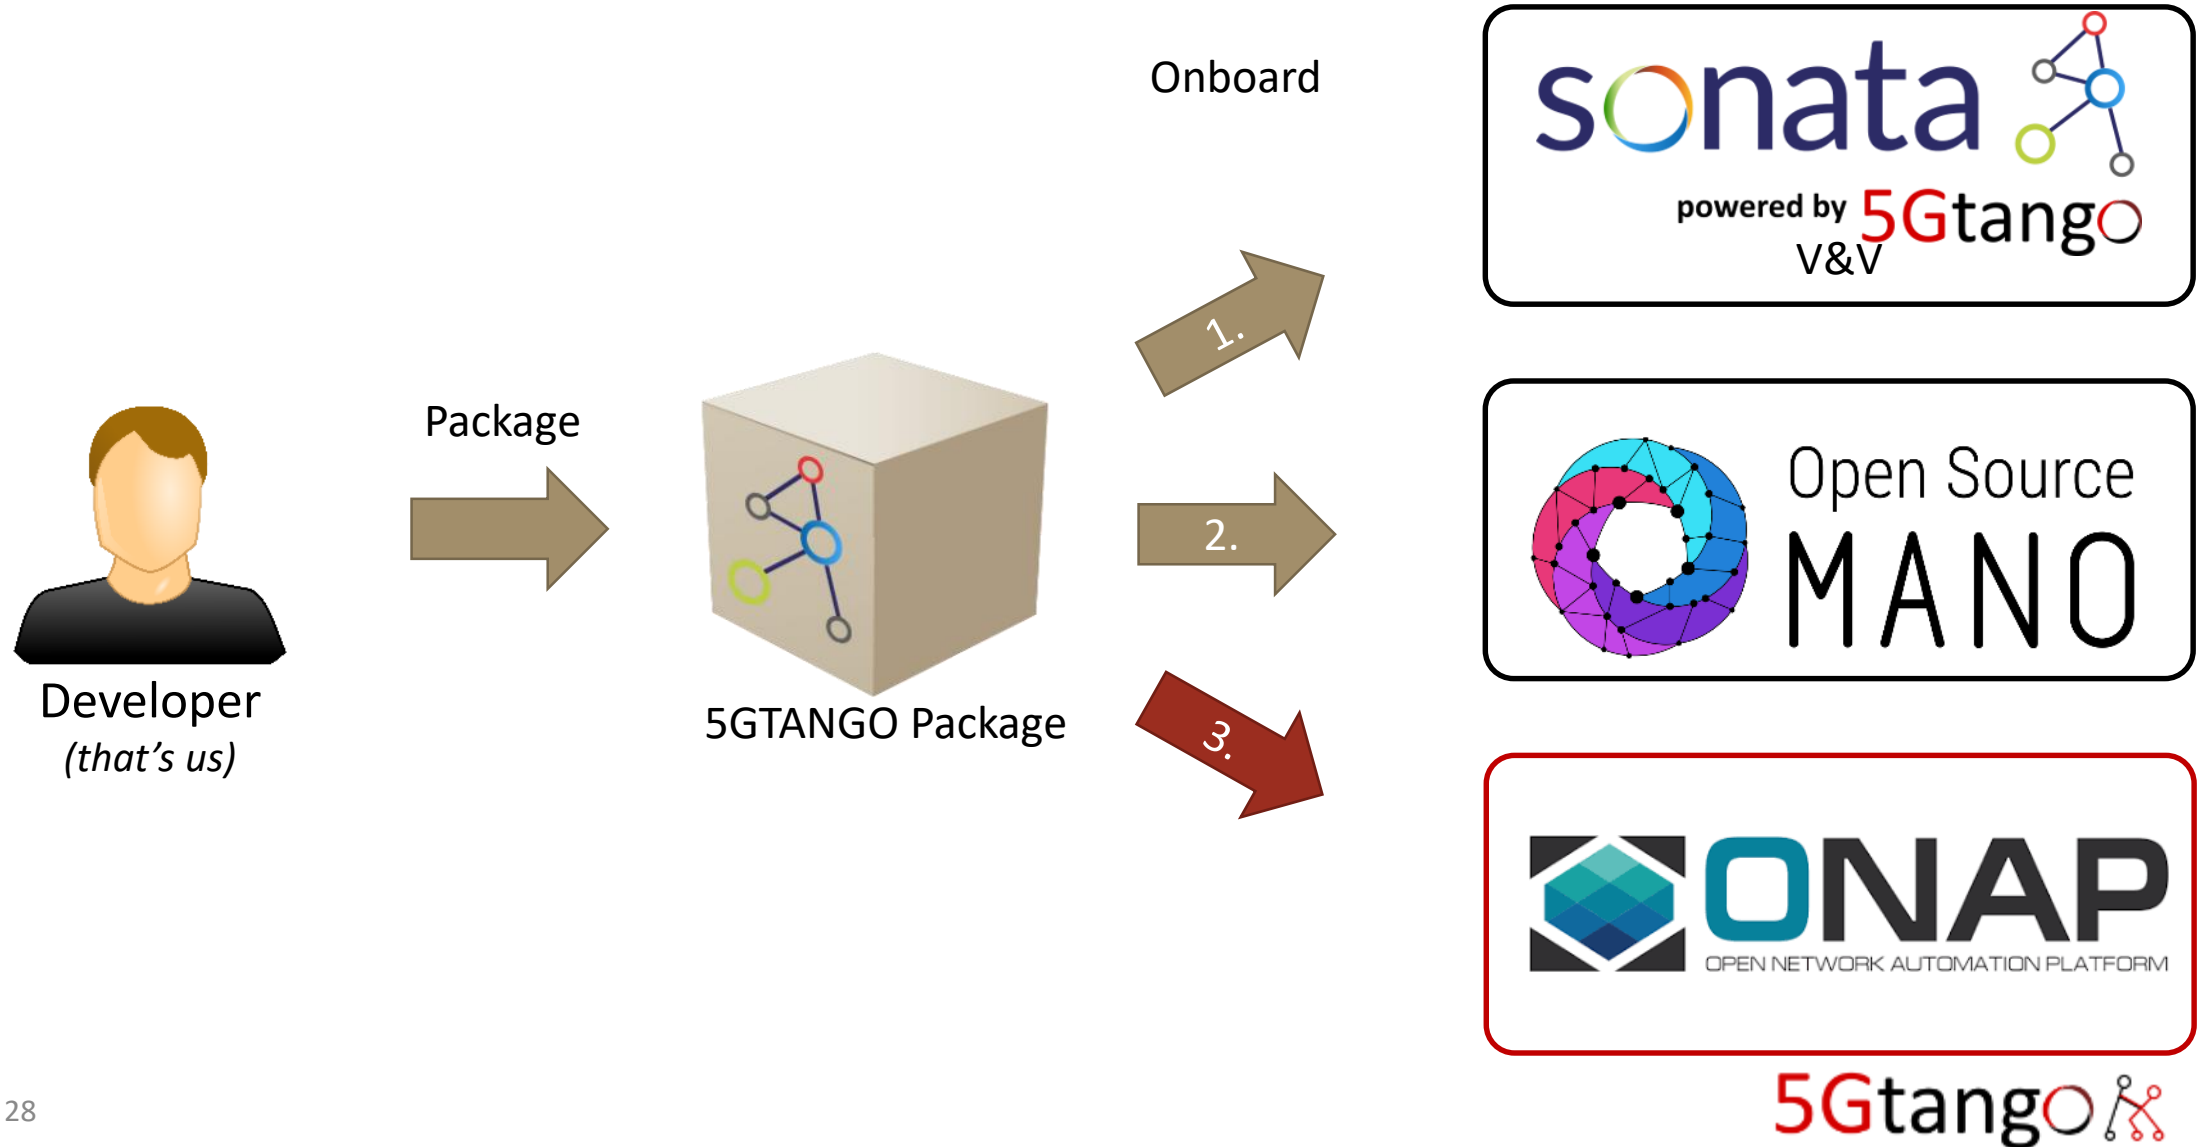 Onboard
sonata
powered by 5Gtango
V&V
1.
Package
2.
Open Source
MANO
Developer
(that's us)
5GTANGO Package
3.
ONAP
OPEN NETWORK AUTOMATION PLATFORM
28
5Gtango